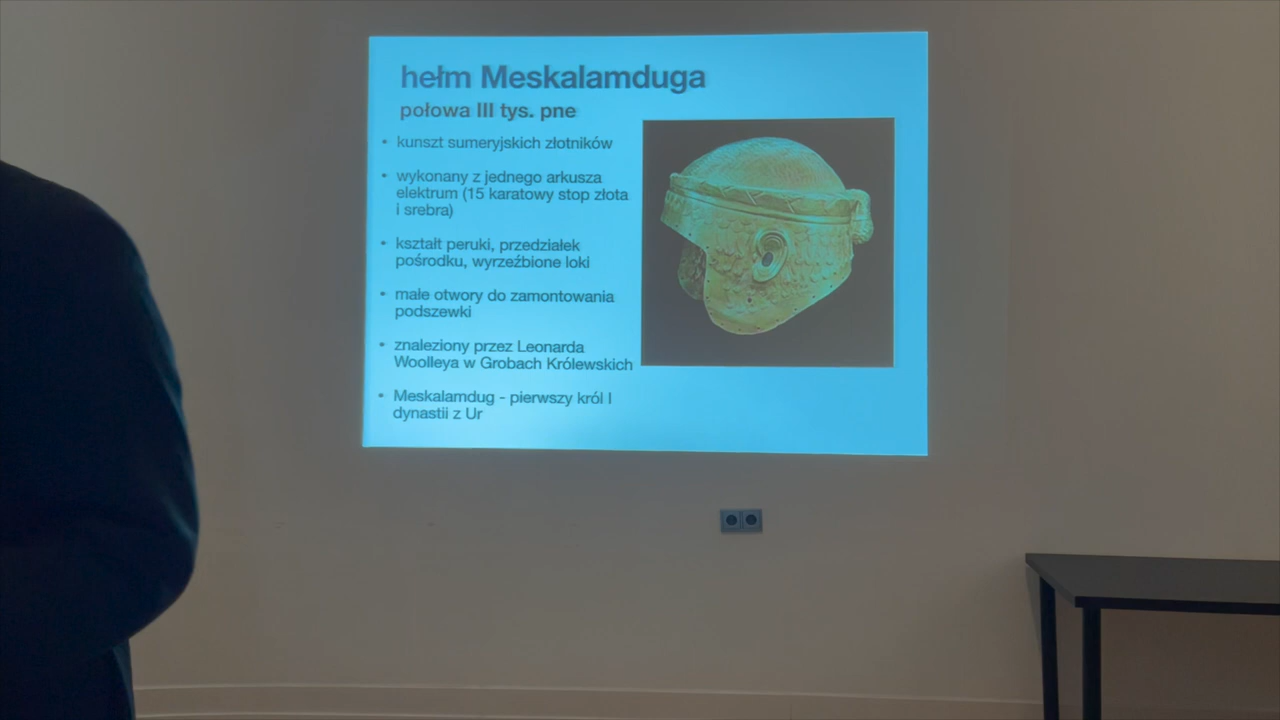 hełm Meskalamduga
połowa III tys. pne
• kunszt sumeryjskich złotników
• wykonany z jednego arkusza
elektrum (15 karatowy stop złota
i srebra)
• kształt peruki, przedziałek
pośrodku, wyrzeźbione loki
• małe otwory do zamontowania
podszewki
• znaleziony przez Leonarda
Woolleya w Grobach Królewskich
• Meskalamdug - pierwszy król I
dynastii z Ur